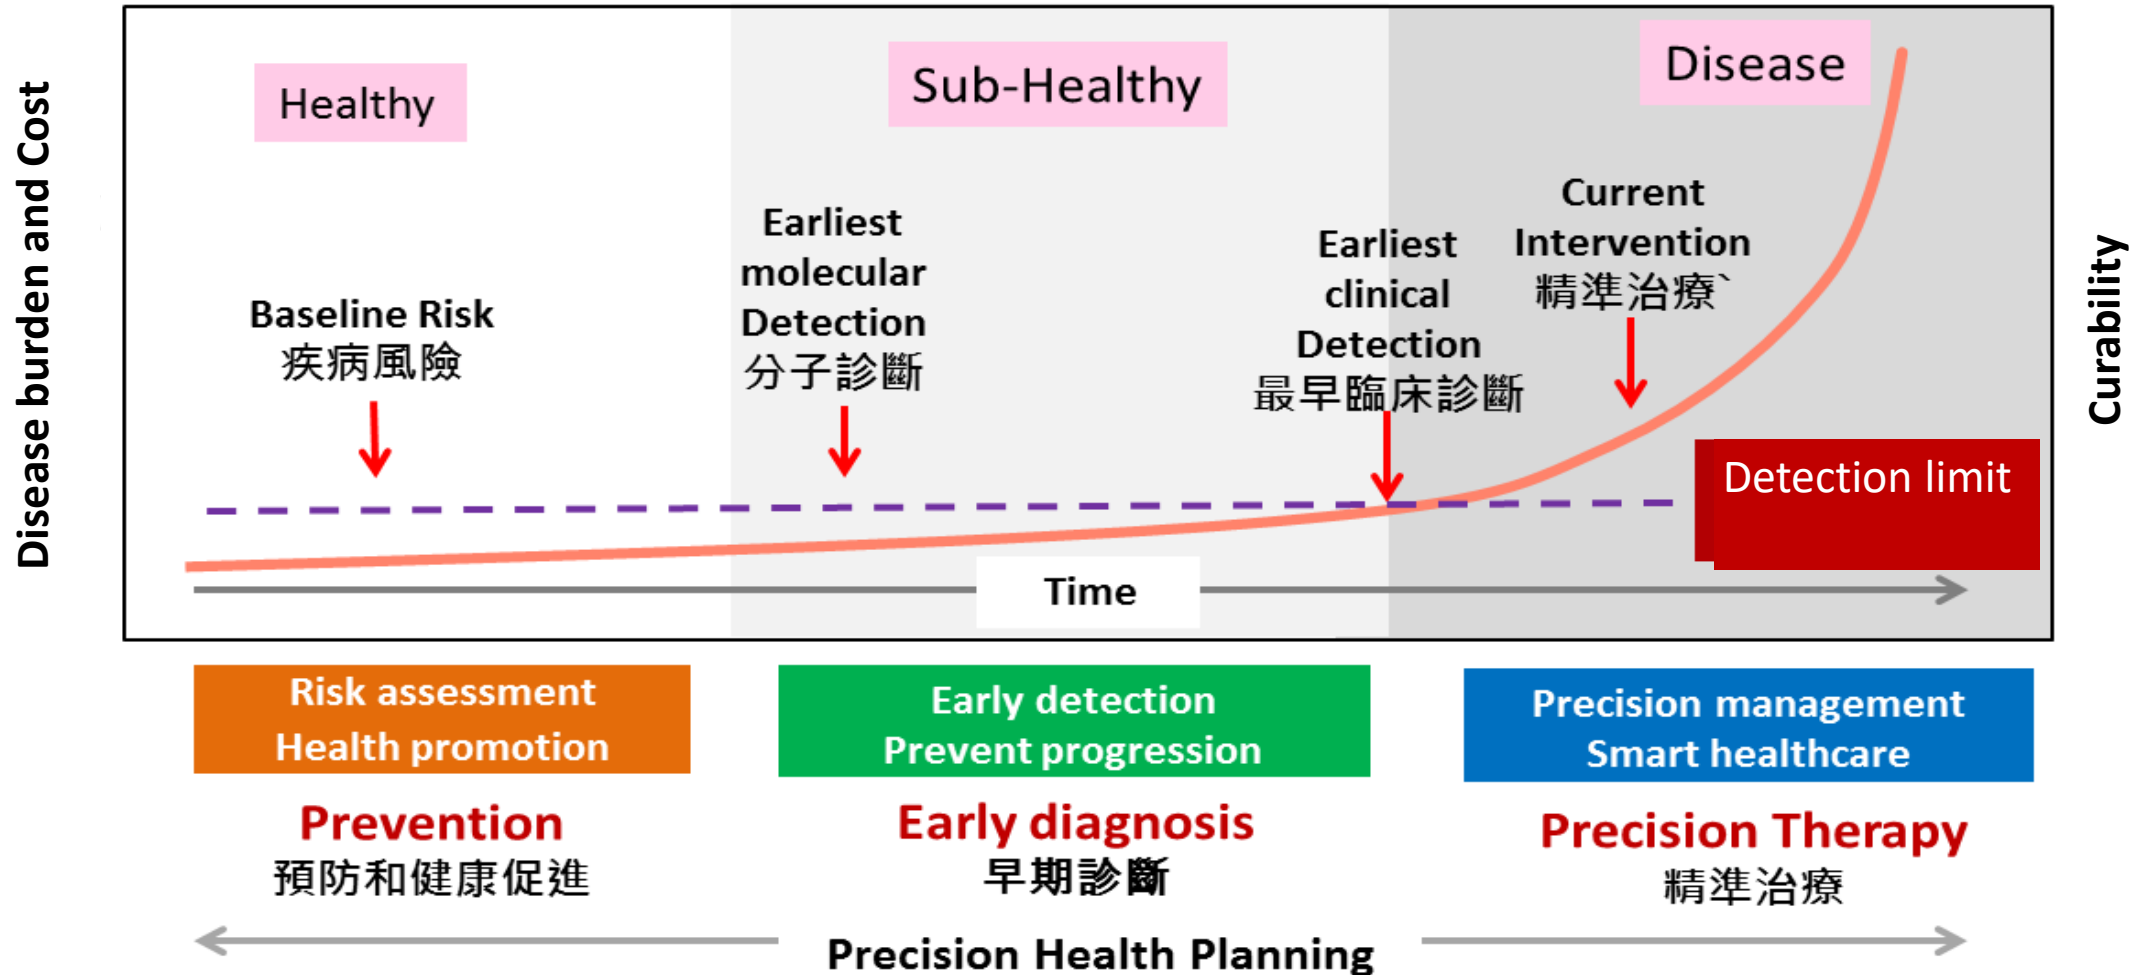 Disease burden and Cost
Healthy
Sub-Healthy
Disease
Baseline Risk
疾病風險
Earliest
molecular
Detection
分子診斷
Earliest
clinical
Detection
最早臨床診斷
Current
Intervention
精準治療`
Detection limit
Curability
Time
Risk assessment
Health promotion
Early detection
Prevent progression
Precision management
Smart healthcare
Prevention
預防和健康促進
Early diagnosis
早期診斷
Precision Therapy
精準治療
Precision Health Planning